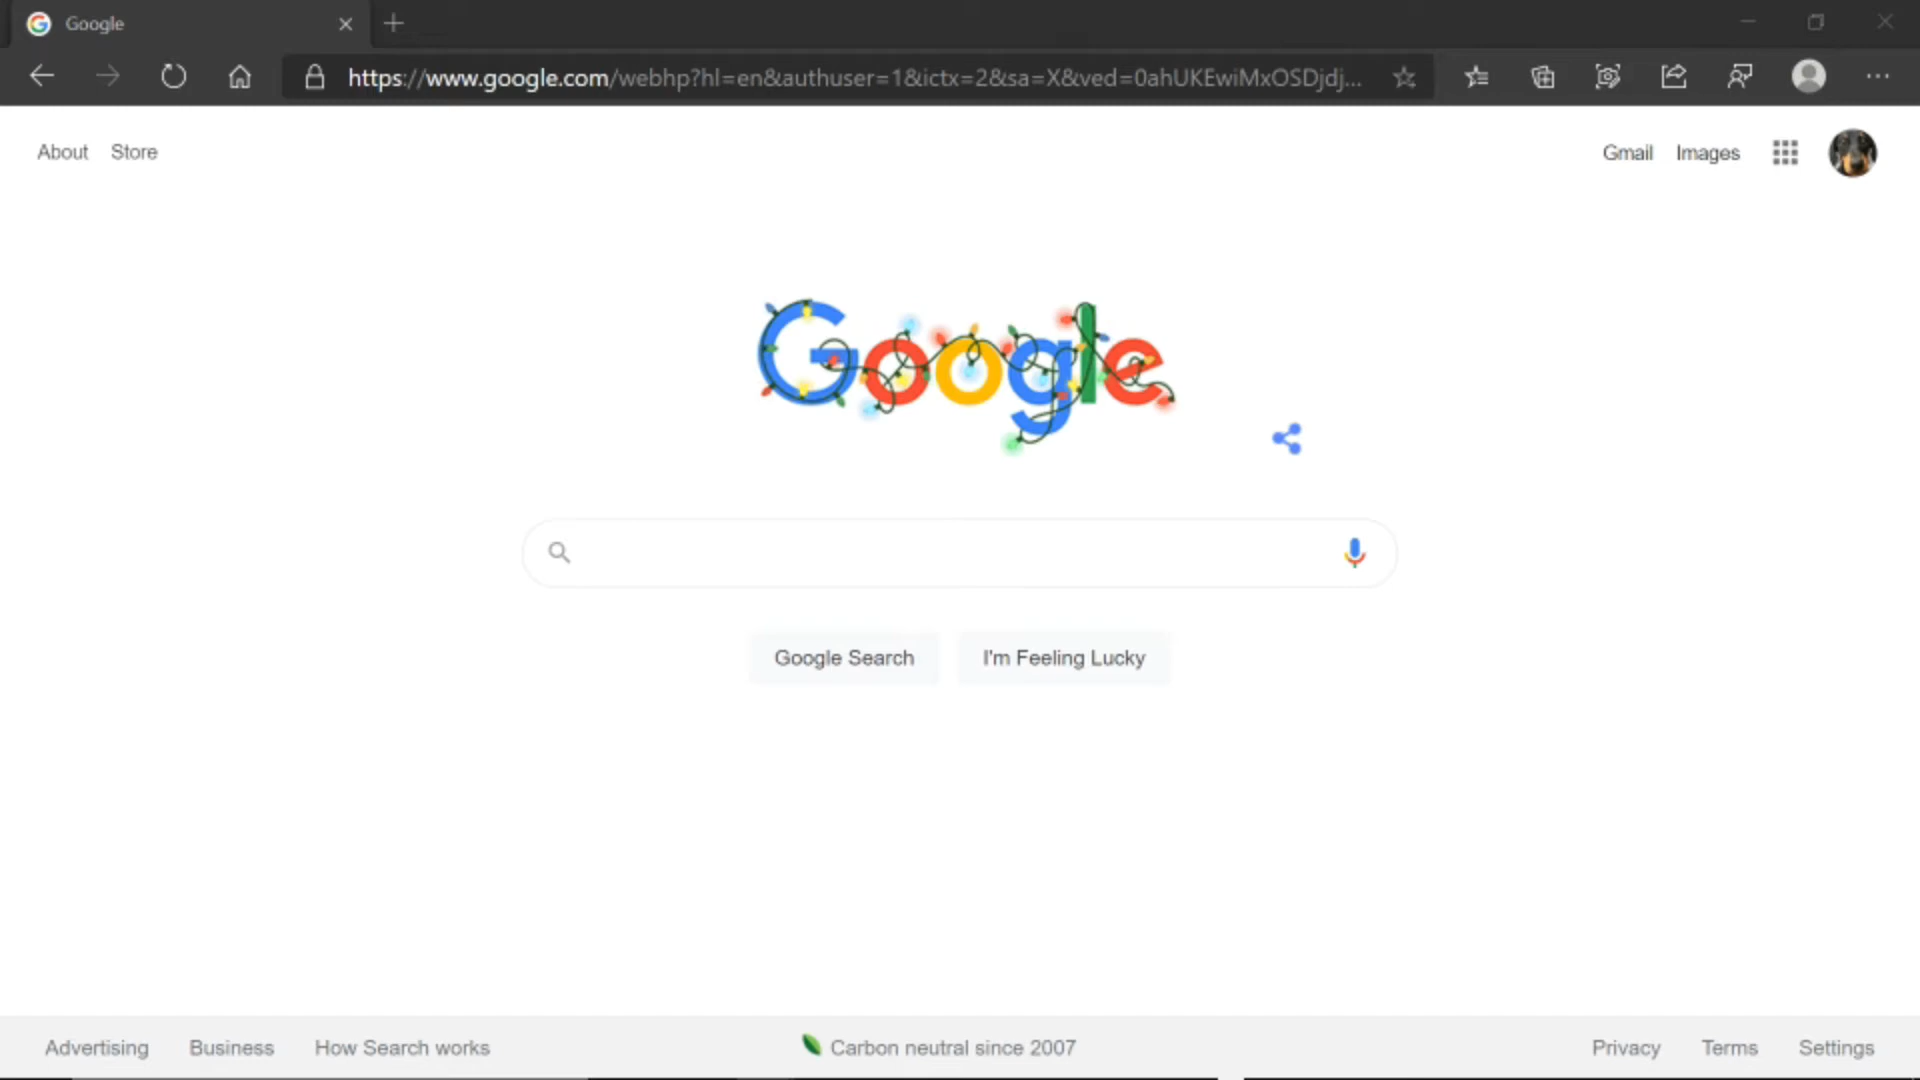 Google
https://www.google.com/webhp?hl=en&authuser=1&ictx=2&sa=X&ved=0ahUKEwiMxOSDjdj...
About Store
Gmail Images
Google
Google Search I'm Feeling Lucky
Advertising Business How Search works Carbon neutral since 2007 Privacy Terms Settings